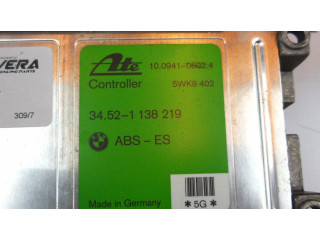 VERA
309/7
Ate
10.0941-0802.4
Controller
5WK8 402
34.52-1 138 219
ABS - ES
Made in Germany
* 5G *